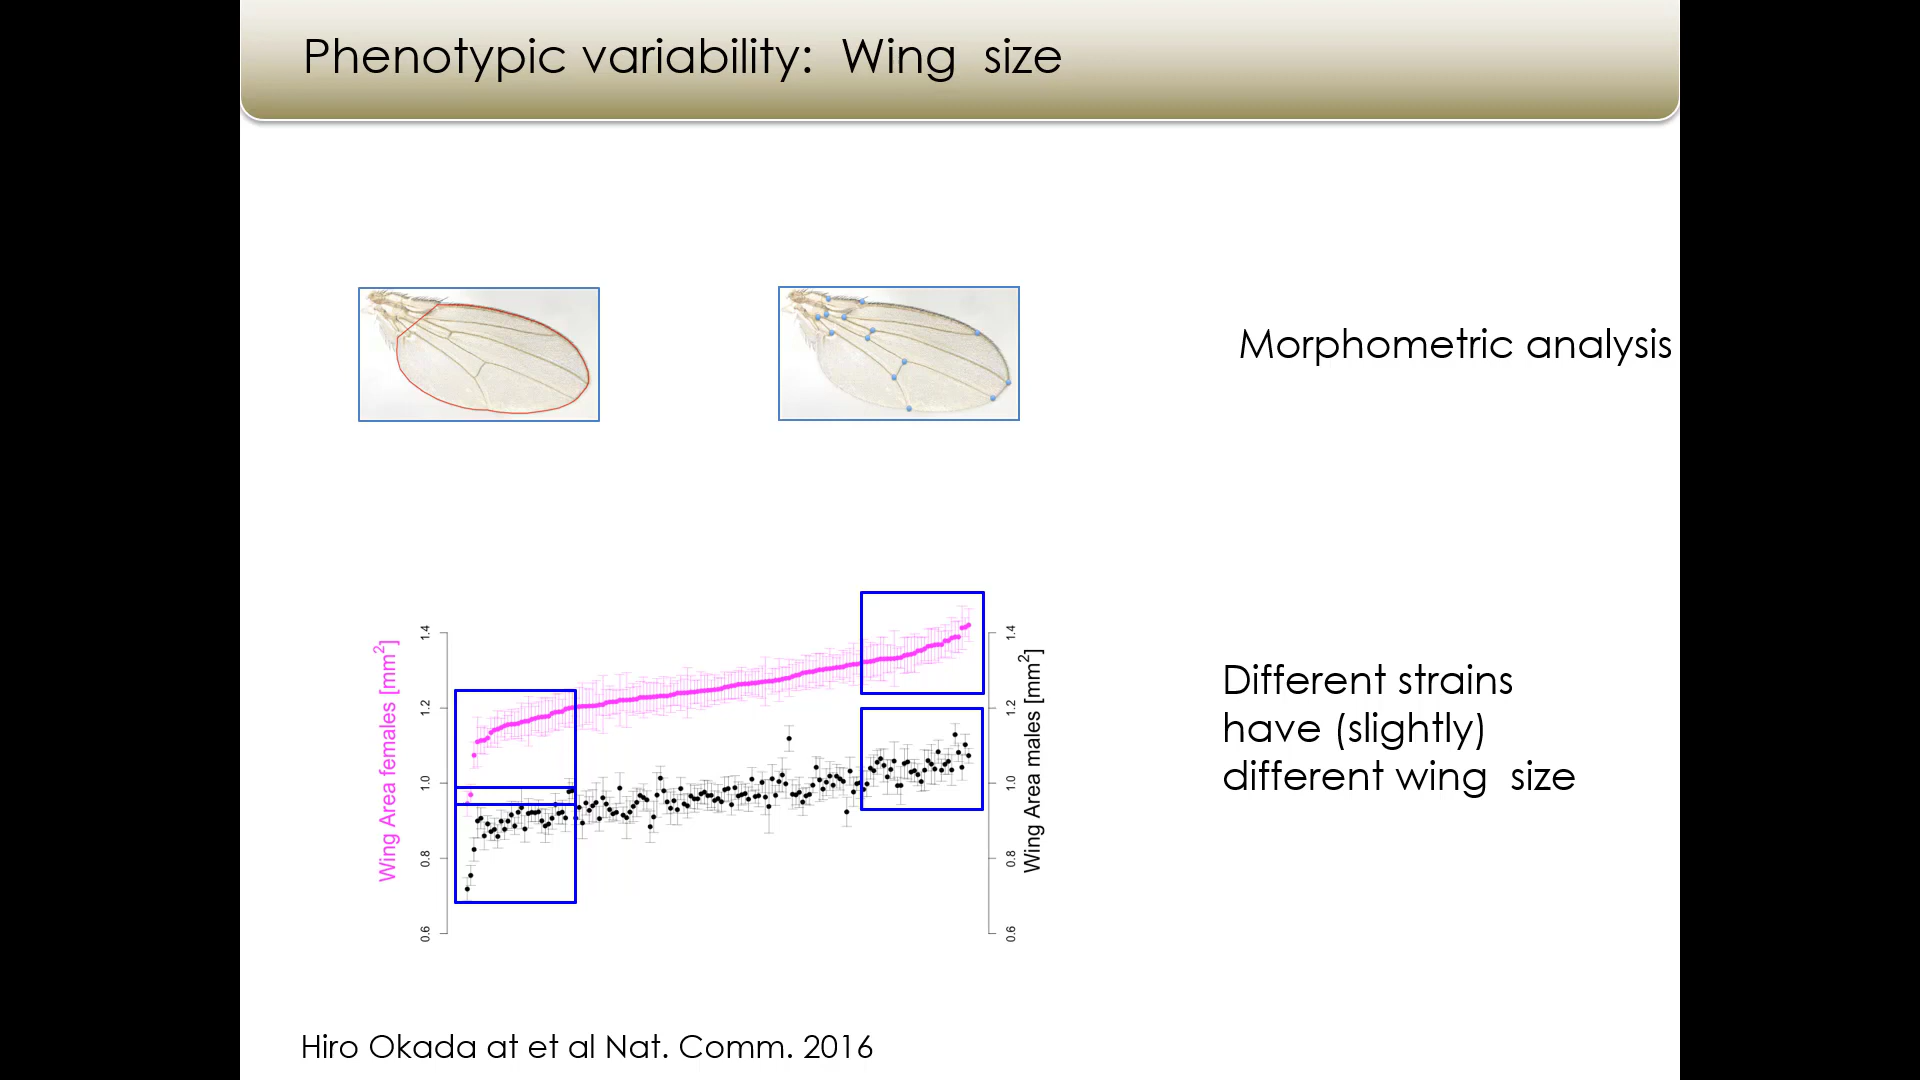 Phenotypic variability: Wing size
Morphometric analysis
Wing Area females [mm2]
1.4
1.2
1.0
0.8
0.6
1.4
1.2
1.0
0.8
0.6
Wing Area males [mm2]
Different strains
have (slightly)
different wing size
Hiro Okada at et al Nat. Comm. 2016